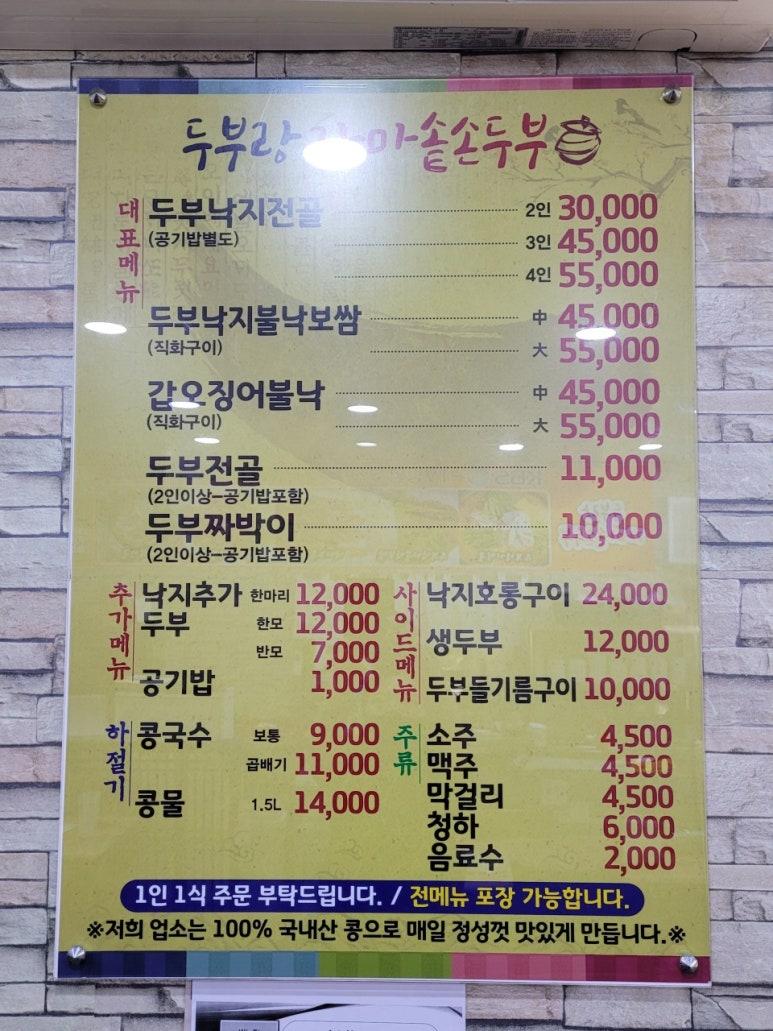 두부랑 가마솥손두부
대표메뉴
두부낙지전골 2인 30,000
(공기밥별도) 3인 45,000
4인 55,000
두부낙지불낙보쌈 中 45,000
(직화구이) 大 55,000
갑오징어불낙 中 45,000
(직화구이) 大 55,000
두부전골 11,000
(2인이상-공기밥포함)
두부짜박이 10,000
(2인이상-공기밥포함)
추가메뉴
낙지추가 한마리 12,000
두부 한모 12,000
반모 7,000
공기밥 1,000
사이드메뉴
낙지호롱구이 24,000
생두부 12,000
두부들기름구이 10,000
하절기
콩국수 보통 9,000
곱배기 11,000
콩물 1.5L 14,000
주류
소주 4,500
맥주 4,500
막걸리 4,500
청하 6,000
음료수 2,000
1인 1식 주문 부탁드립니다. / 전메뉴 포장 가능합니다.
※저희 업소는 100% 국내산 콩으로 매일 정성껏 맛있게 만듭니다.※